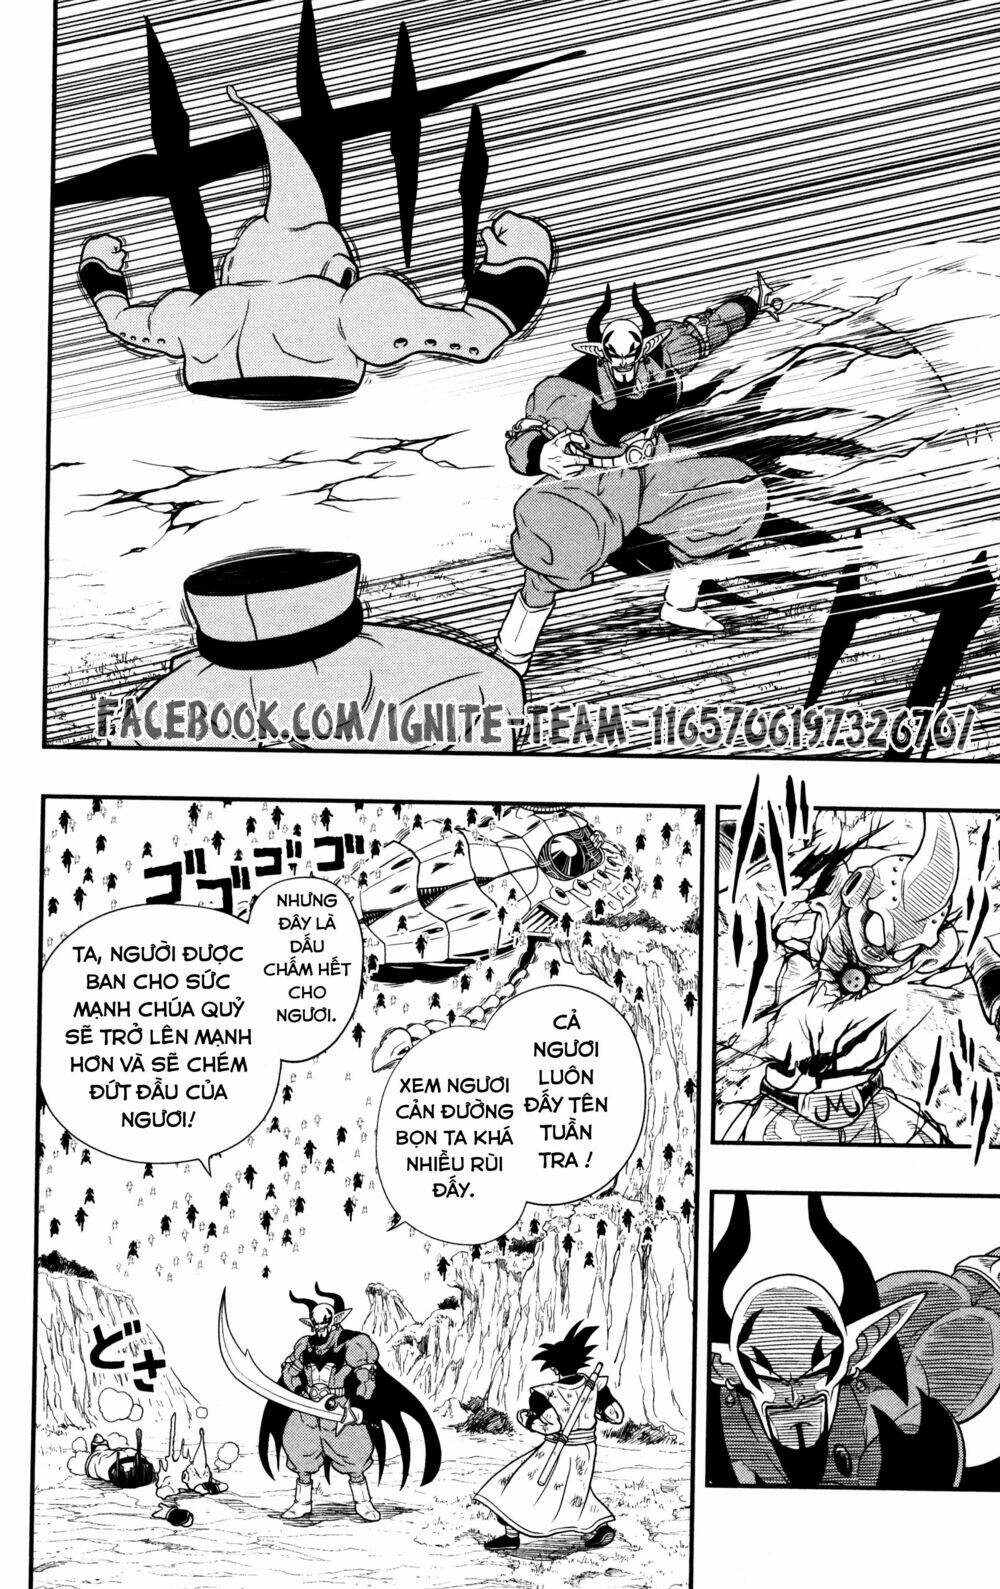 FACEBOOK.COM/IGNITE-TEAM-1165706197326767/
ゴゴゴゴ
CẢ
NGƯƠI
LUÔN
ĐẤY TÊN
TUẦN
TRA !
XEM NGƯƠI
CẢN ĐƯỜNG
BỌN TA KHÁ
NHIỀU RÙI
ĐẤY.
NHƯNG
ĐÂY LÀ
DẤU
CHẤM HẾT
CHO
NGƯƠI.
TA, NGƯỜI ĐƯỢC
BAN CHO SỨC
MẠNH CHÚA QUỶ
SẼ TRỞ LÊN MẠNH
HƠN VÀ SẼ CHÉM
ĐỨT ĐẦU CỦA
NGƯƠI!
どさ
M